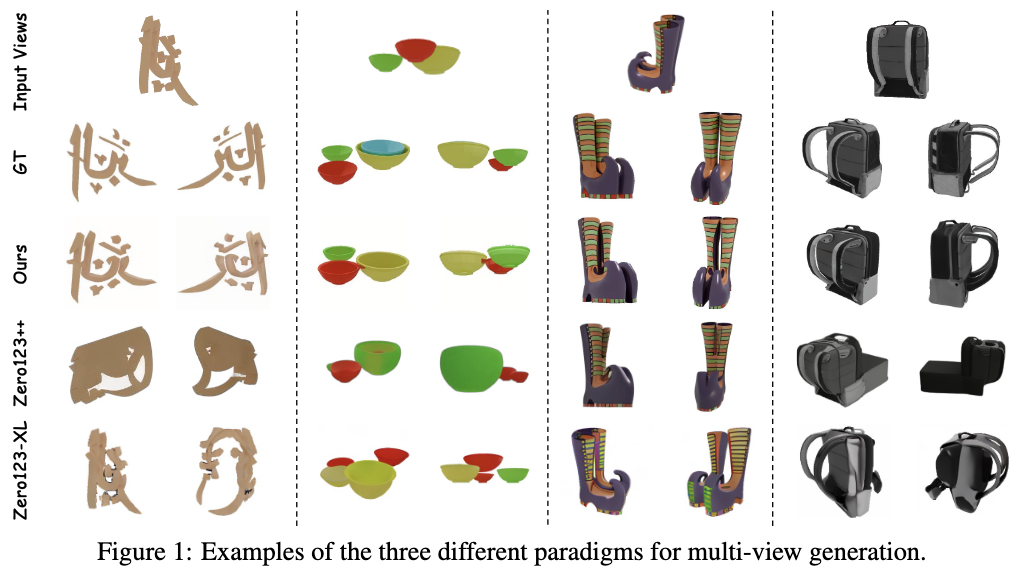 Input Views
GT
Ours
Zero123++
Zero123-XL
Figure 1: Examples of the three different paradigms for multi-view generation.